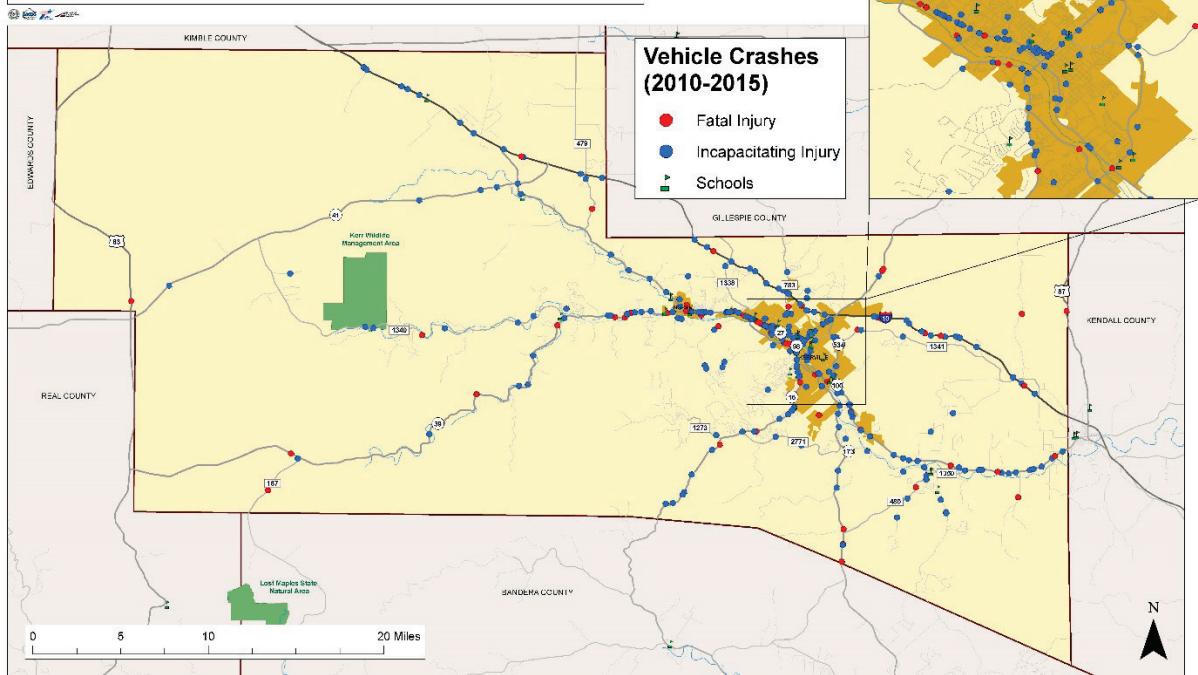 KIMBLE COUNTY
Vehicle Crashes
(2010-2015)
Fatal Injury
Incapacitating Injury
Schools
EDWARDS COUNTY
479
GILLESPIE COUNTY
41
83
Kerr Wildlife
Management Area
1338
783
87
KENDALL COUNTY
10
1340
27
98
534
1341
REAL COUNTY
16
39
1273
2771
173
187
480
Lost Maples State
Natural Area
BANDERA COUNTY
N
0 5 10 20 Miles